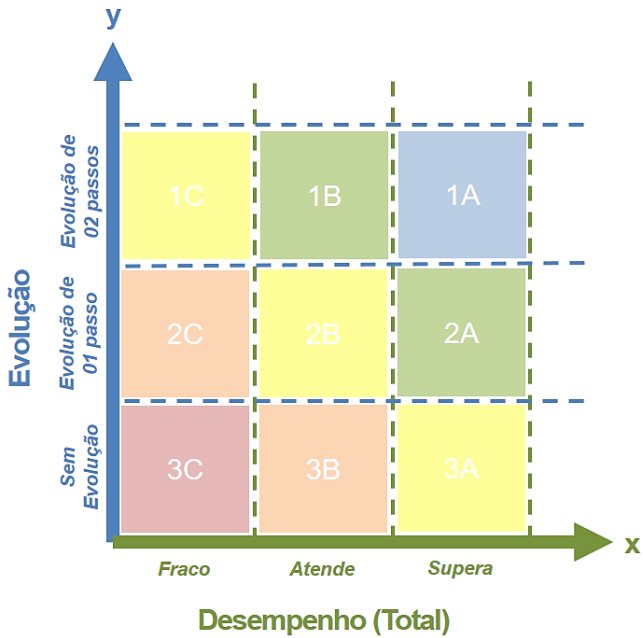 y
Evolução
Evolução de
02 passos
1C
1B
1A
Evolução de
01 passo
2C
2B
2A
Sem
Evolução
3C
3B
3A
x
Fraco
Atende
Supera
Desempenho (Total)